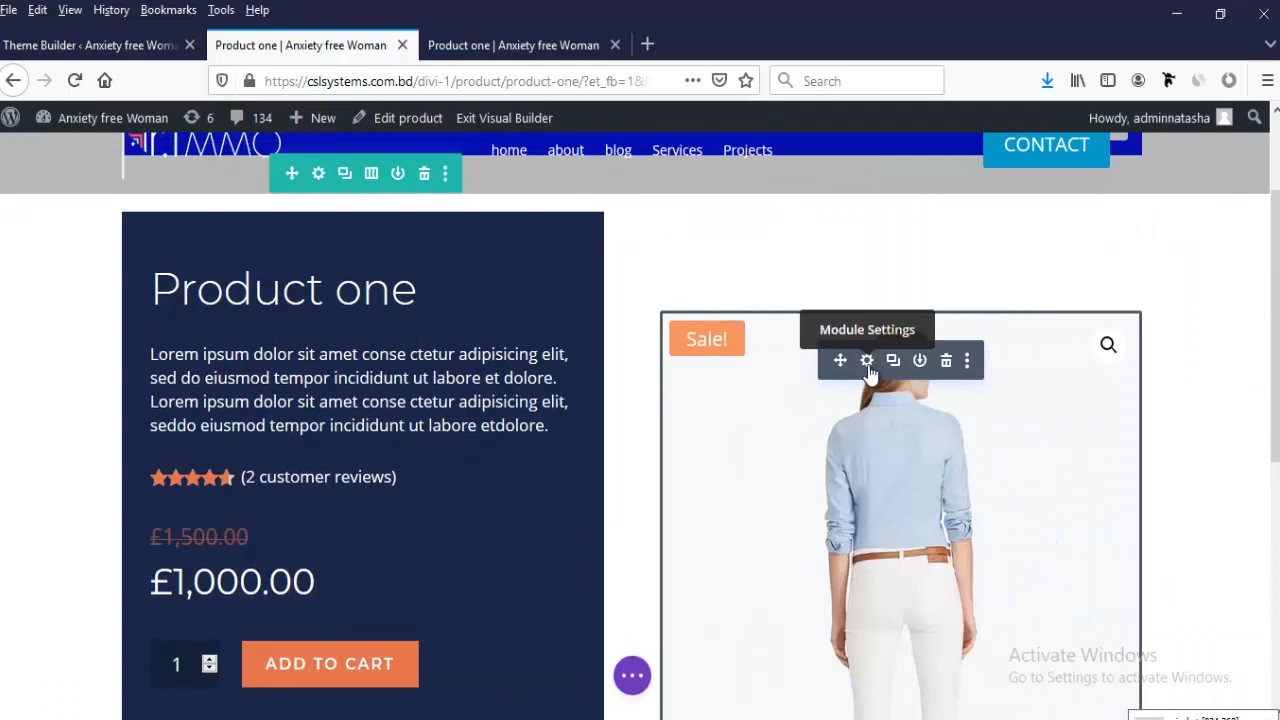 File Edit View History Bookmarks Tools Help
Theme Builder ‹ Anxiety free Wom
Product one | Anxiety free Woman
Product one | Anxiety free Woman
https://cslsystems.com.bd/divi-1/product/product-one/?et_fb=1&
Search
Anxiety free Woman 6 134 New Edit product Exit Visual Builder
Howdy, adminnatasha
home about blog Services Projects
CONTACT
Product one
Lorem ipsum dolor sit amet conse ctetur adipisicing elit,
sed do eiusmod tempor incididunt ut labore et dolore.
Lorem ipsum dolor sit amet conse ctetur adipisicing elit,
seddo eiusmod tempor incididunt ut labore etdolore.
(2 customer reviews)
£1,500.00
£1,000.00
1
ADD TO CART
Sale!
Module Settings
Activate Windows
Go to Settings to activate Windows.